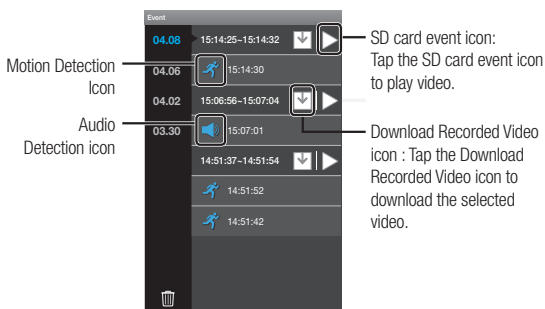 Event
04.08
15:14:25~15:14:32
04.06
15:14:30
04.02
15:06:56~15:07:04
03.30
15:07:01
14:51:37~14:51:54
14:51:52
14:51:42
Motion Detection
Icon
Audio
Detection icon
SD card event icon:
Tap the SD card event icon
to play video.
Download Recorded Video
icon : Tap the Download
Recorded Video icon to
download the selected
video.